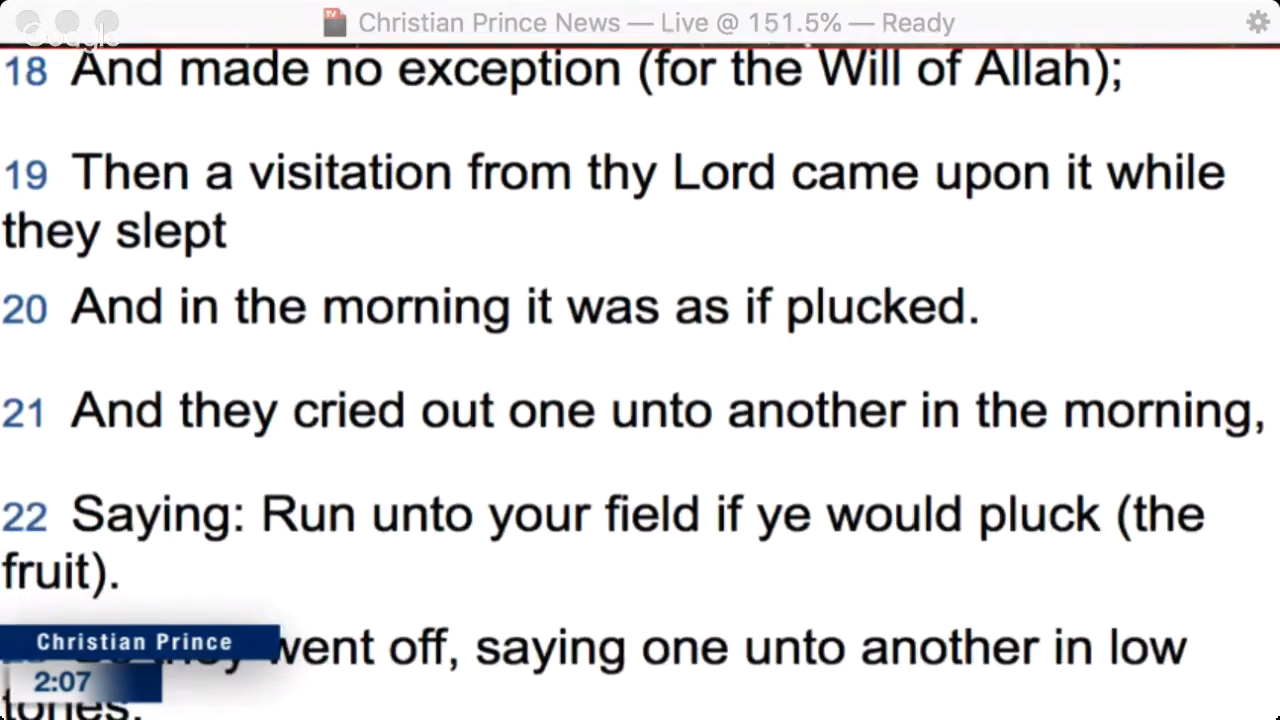 Christian Prince News — Live @ 151.5% — Ready
Google
18 And made no exception (for the Will of Allah);
19 Then a visitation from thy Lord came upon it while
they slept
20 And in the morning it was as if plucked.
21 And they cried out one unto another in the morning,
22 Saying: Run unto your field if ye would pluck (the
fruit).
Christian Prince
they went off, saying one unto another in low
2:07
tones.